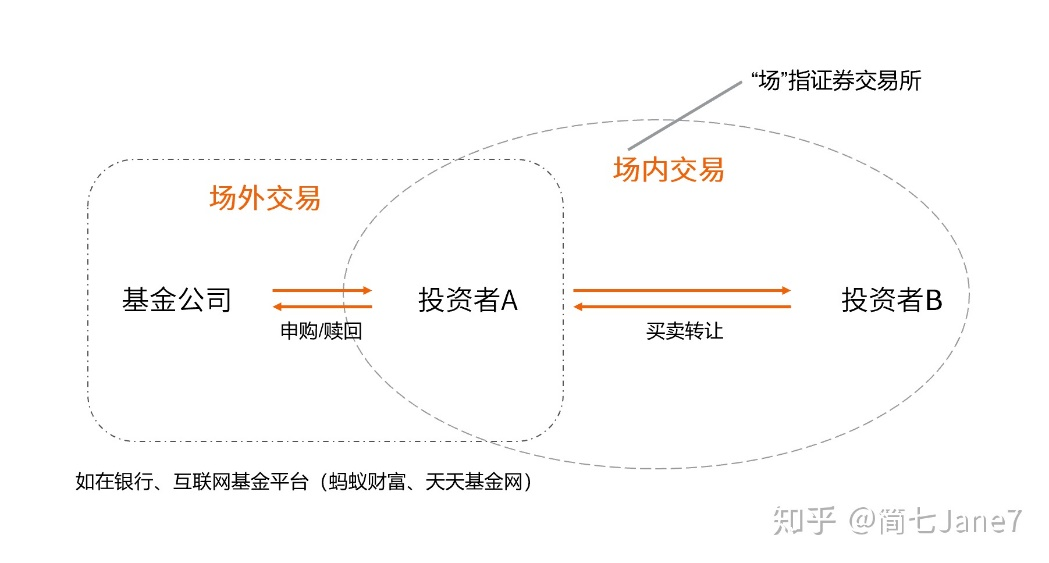 “场”指证券交易所
场内交易
场外交易
基金公司
投资者A
投资者B
申购/赎回
买卖转让
如在银行、互联网基金平台（蚂蚁财富、天天基金网）
知乎 @简七Jane7